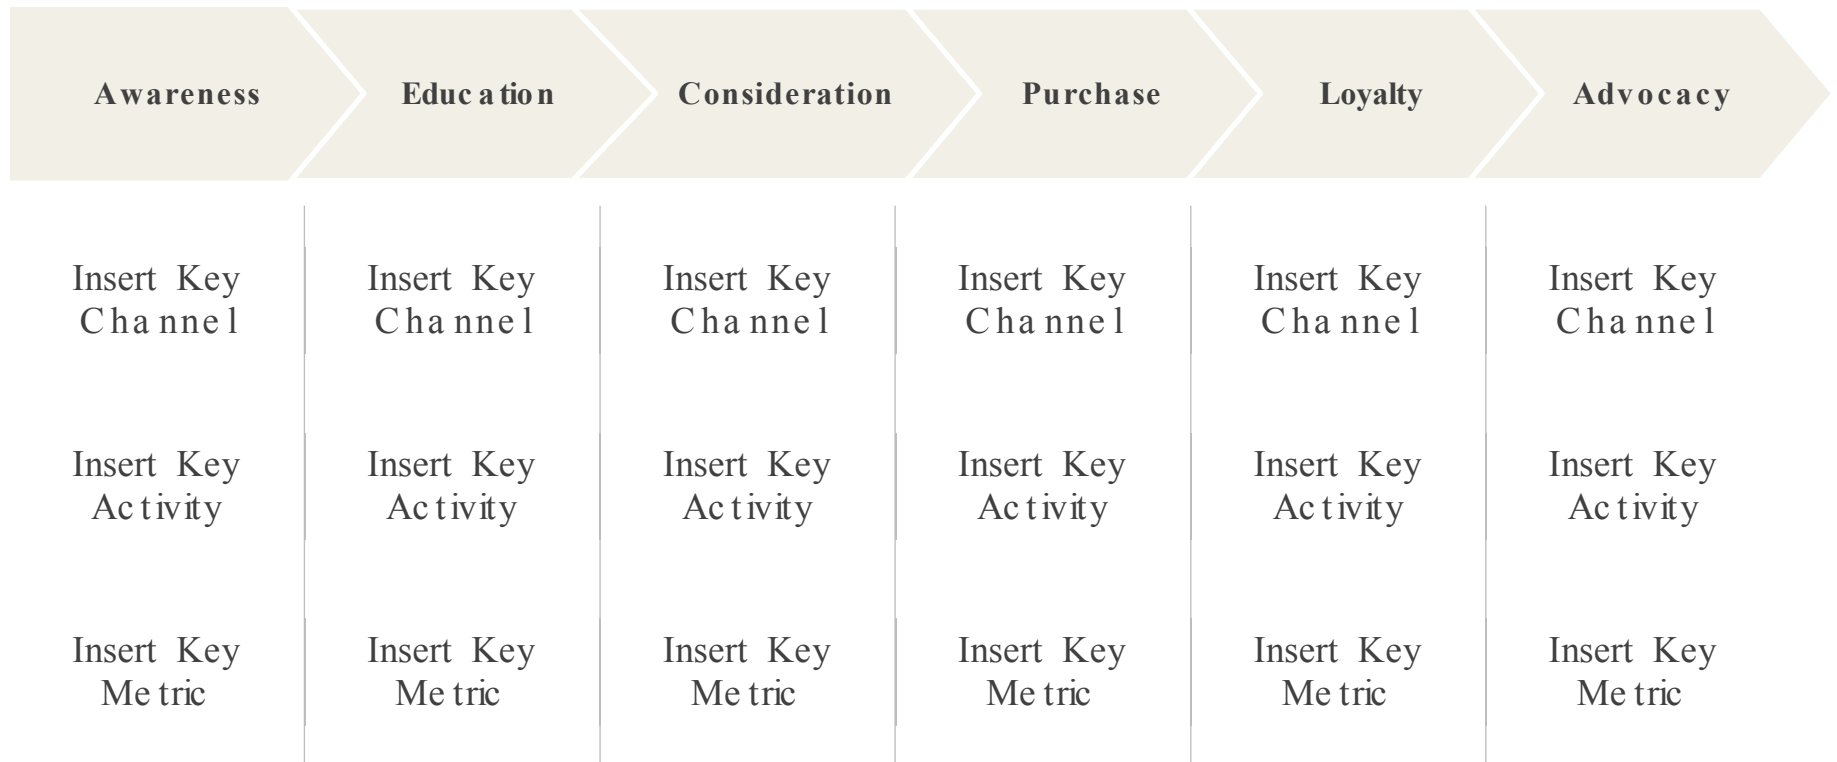 Awareness Education Consideration Purchase Loyalty Advocacy
Insert Key Insert Key Insert Key Insert Key Insert Key Insert Key
Channel Channel Channel Channel Channel Channel
Insert Key Insert Key Insert Key Insert Key Insert Key Insert Key
Activity Activity Activity Activity Activity Activity
Insert Key Insert Key Insert Key Insert Key Insert Key Insert Key
Metric Metric Metric Metric Metric Metric